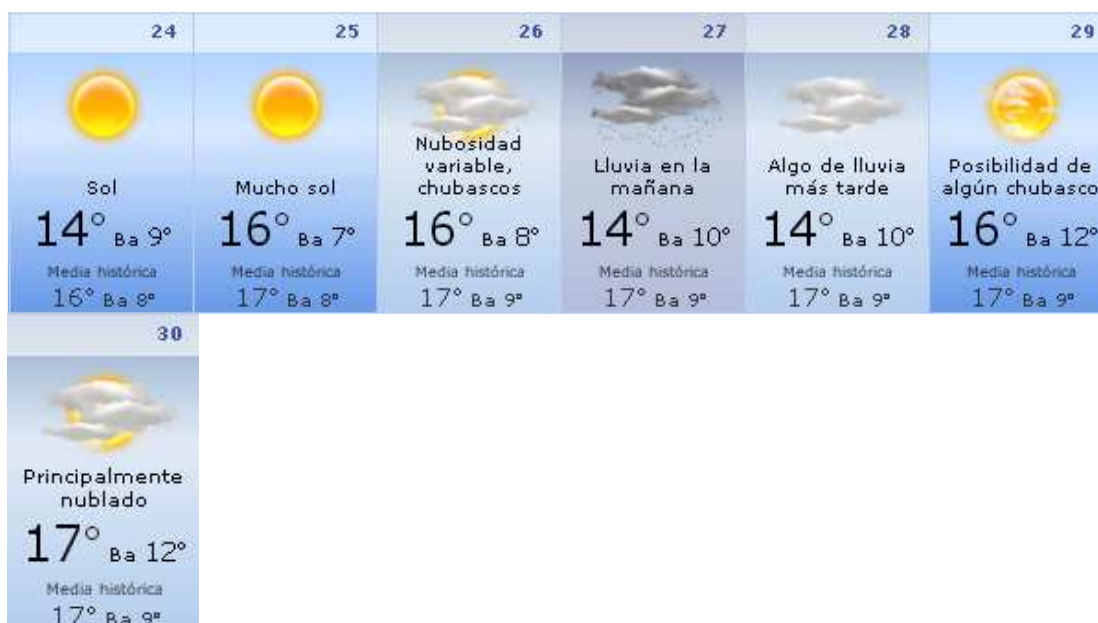 24 25 26 27 28 29
Sol
14° Ba 9°
Media histórica
16° Ba 8°
Mucho sol
16° Ba 7°
Media histórica
17° Ba 8°
Nubosidad
variable,
chubascos
16° Ba 8°
Media histórica
17° Ba 9°
Lluvia en la
mañana
14° Ba 10°
Media histórica
17° Ba 9°
Algo de lluvia
más tarde
14° Ba 10°
Media histórica
17° Ba 9°
Posibilidad de
algún chubasco
16° Ba 12°
Media histórica
17° Ba 9°
30
Principalmente
nublado
17° Ba 12°
Media histórica
17° Ba 9°